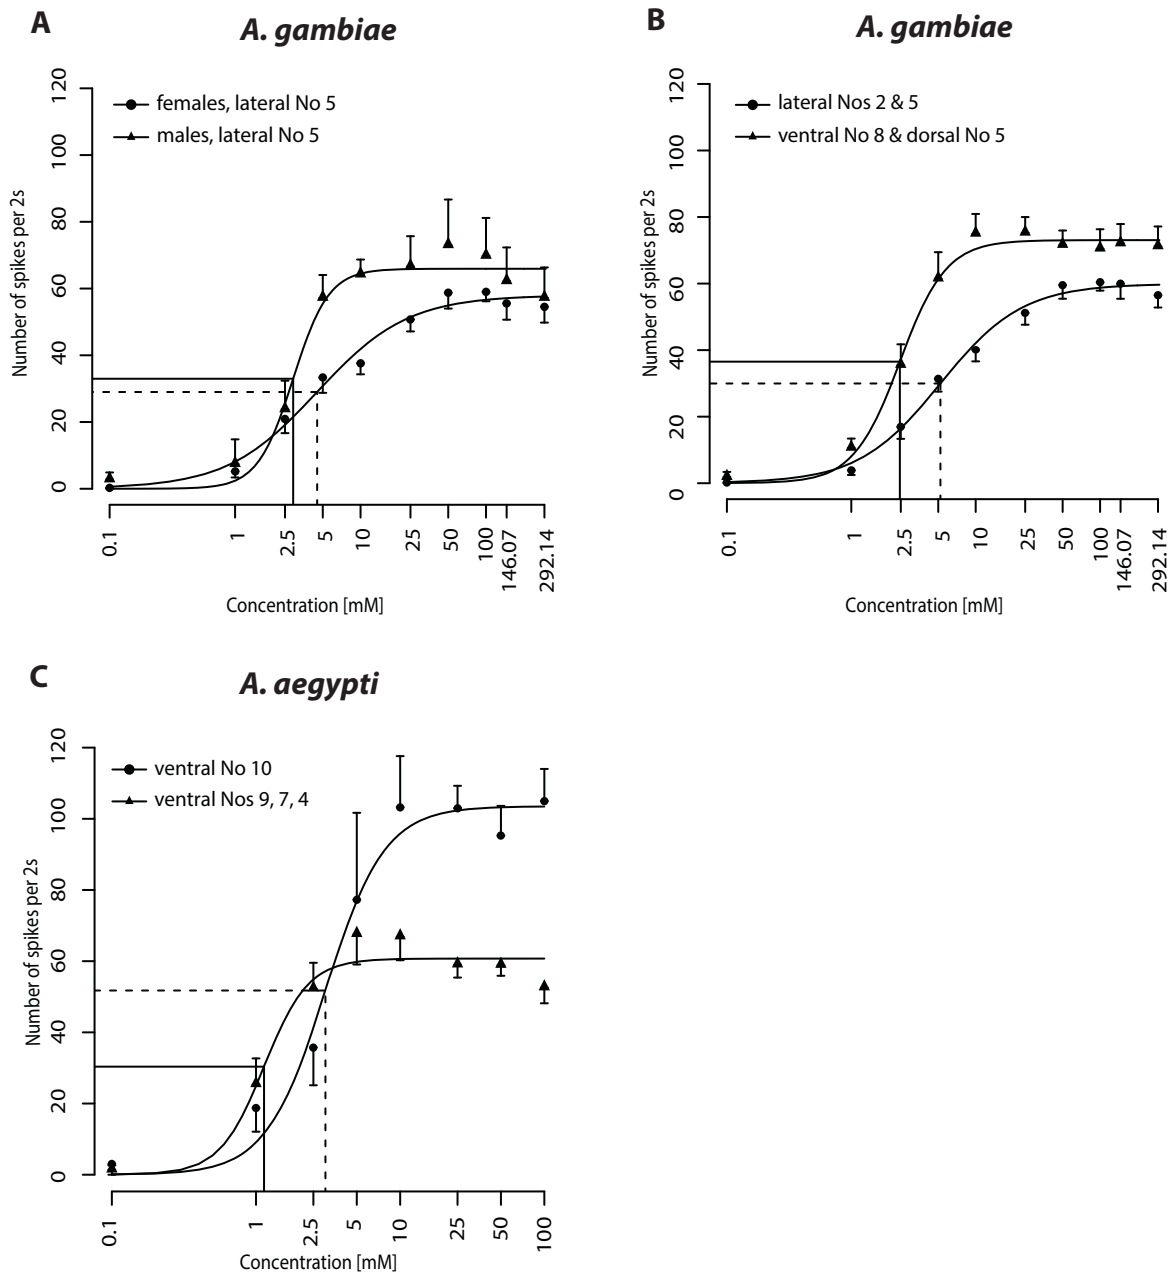 A
A. gambiae
Number of spikes per 2s
0 20 40 60 80 100 120
females, lateral No 5
males, lateral No 5
0.1 1 2.5 5 10 25 50 100 146.07 292.14
Concentration [mM]
B
A. gambiae
Number of spikes per 2s
0 20 40 60 80 100 120
lateral Nos 2 & 5
ventral No 8 & dorsal No 5
0.1 1 2.5 5 10 25 50 100 146.07 292.14
Concentration [mM]
C
A. aegypti
Number of spikes per 2s
0 20 40 60 80 100 120
ventral No 10
ventral Nos 9, 7, 4
0.1 1 2.5 5 10 25 50 100
Concentration [mM]